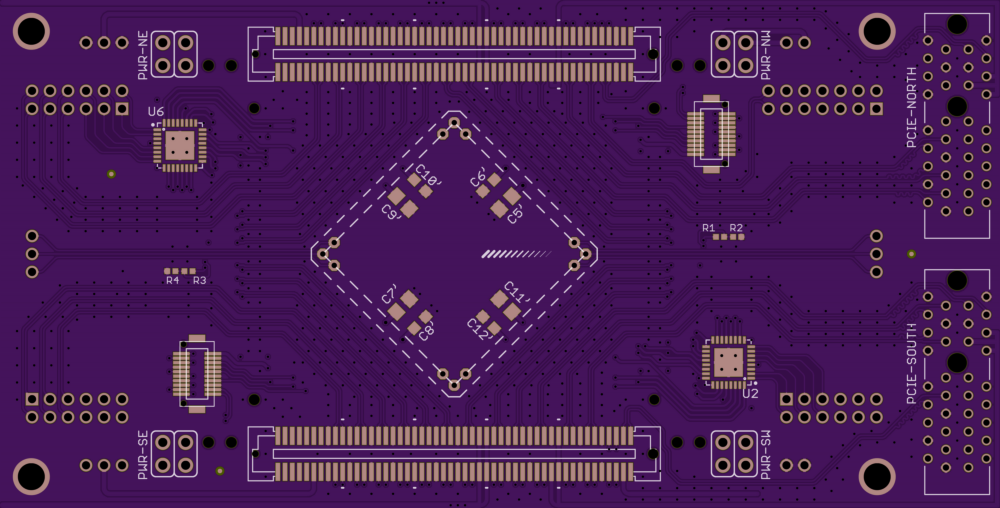 PWR-NE
PWR-NW
U6
PCIE-NORTH
C10'
C6'
C9'
C5'
R1 R2
R4 R3
C7'
C11'
C8'
C12'
PCIE-SOUTH
U2
PWR-SE
PWR-SW